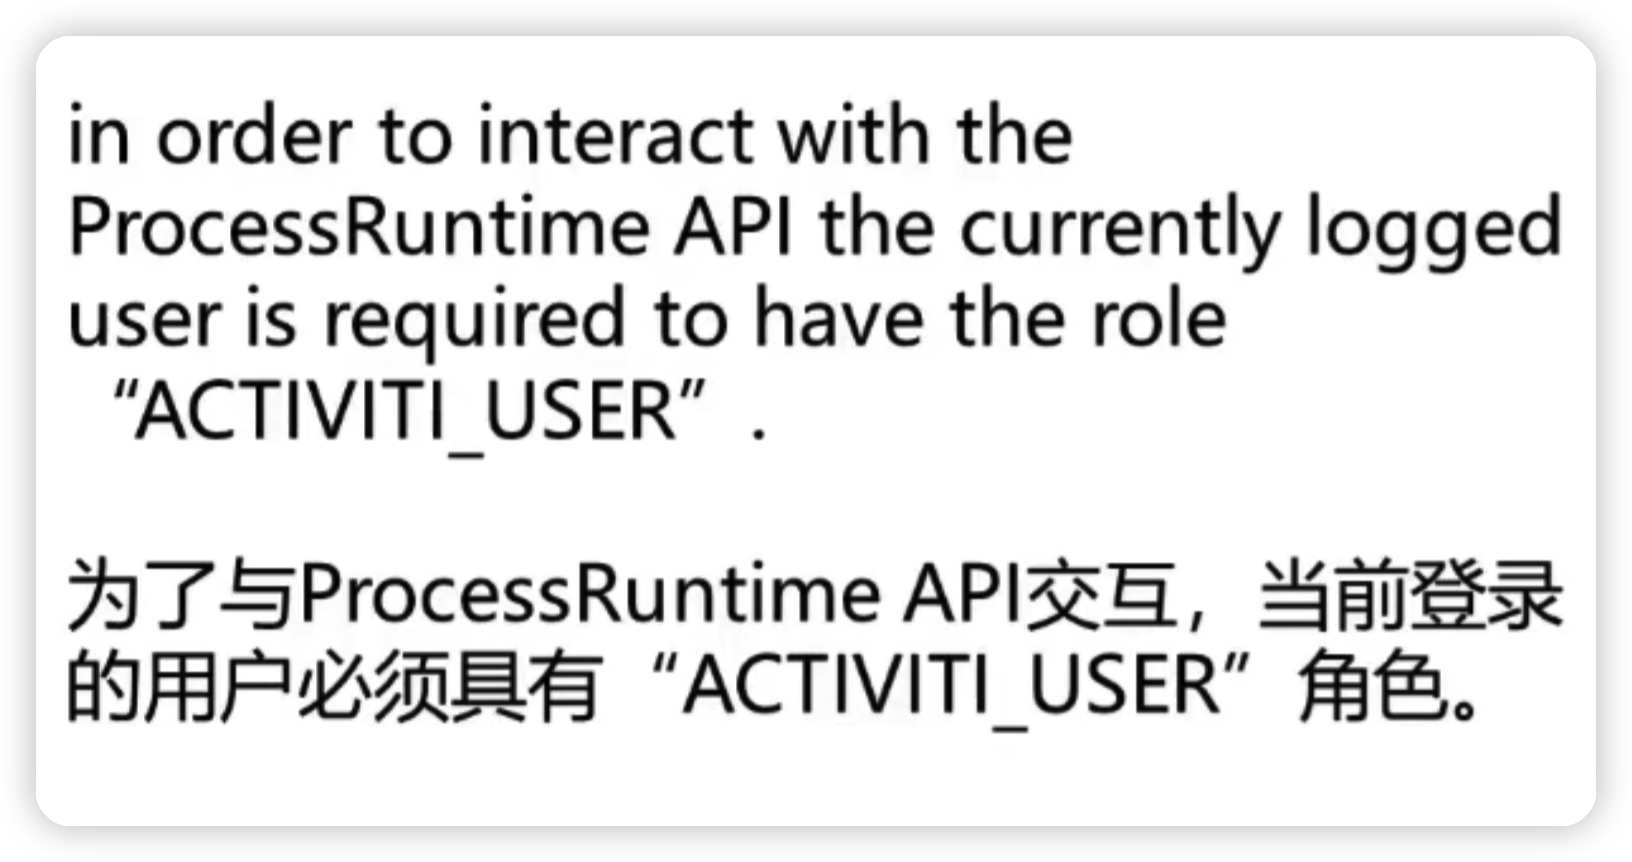 in order to interact with the
ProcessRuntime API the currently logged
user is required to have the role
“ACTIVITI_USER” .
为了与ProcessRuntime API交互，当前登录
的用户必须具有“ACTIVITI_USER”角色。